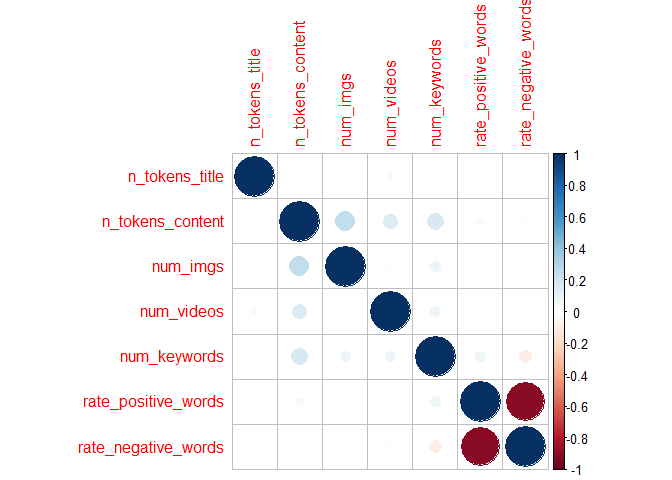 n_tokens_title
n_tokens_content
num_imgs
num_videos
num_keywords
rate_positive_words
rate_negative_words
n_tokens_title
n_tokens_content
num_imgs
num_videos
num_keywords
rate_positive_words
rate_negative_words
1
0.8
0.6
0.4
0.2
0
-0.2
-0.4
-0.6
-0.8
-1